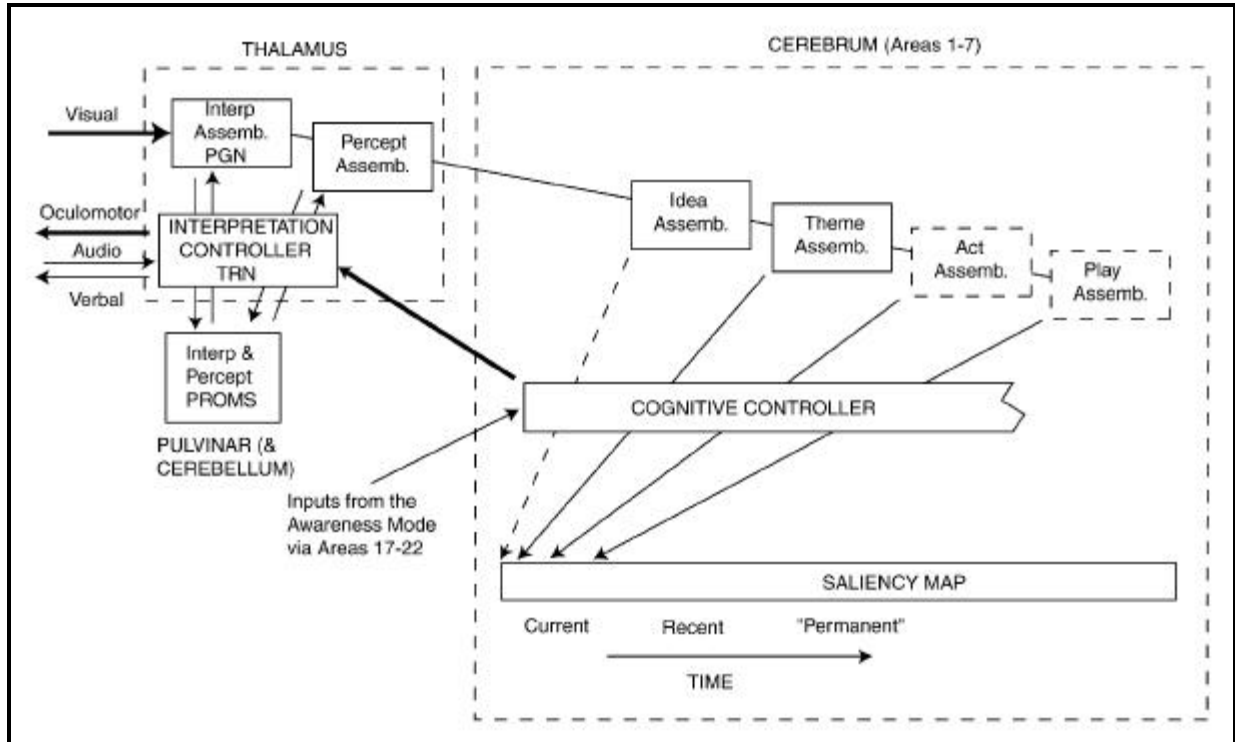 THALAMUS
CEREBRUM (Areas 1-7)
Visual
Interp
Assemb.
PGN
Percept
Assemb.
Oculomotor
Audio
Verbal
INTERPRETATION
CONTROLLER
TRN
Idea
Assemb.
Theme
Assemb.
Act
Assemb.
Play
Assemb.
Interp &
Percept
PROMS
PULVINAR (&
CEREBELLUM)
COGNITIVE CONTROLLER
Inputs from the
Awareness Mode
via Areas 17-22
SALIENCY MAP
Current
Recent
"Permanent"
TIME